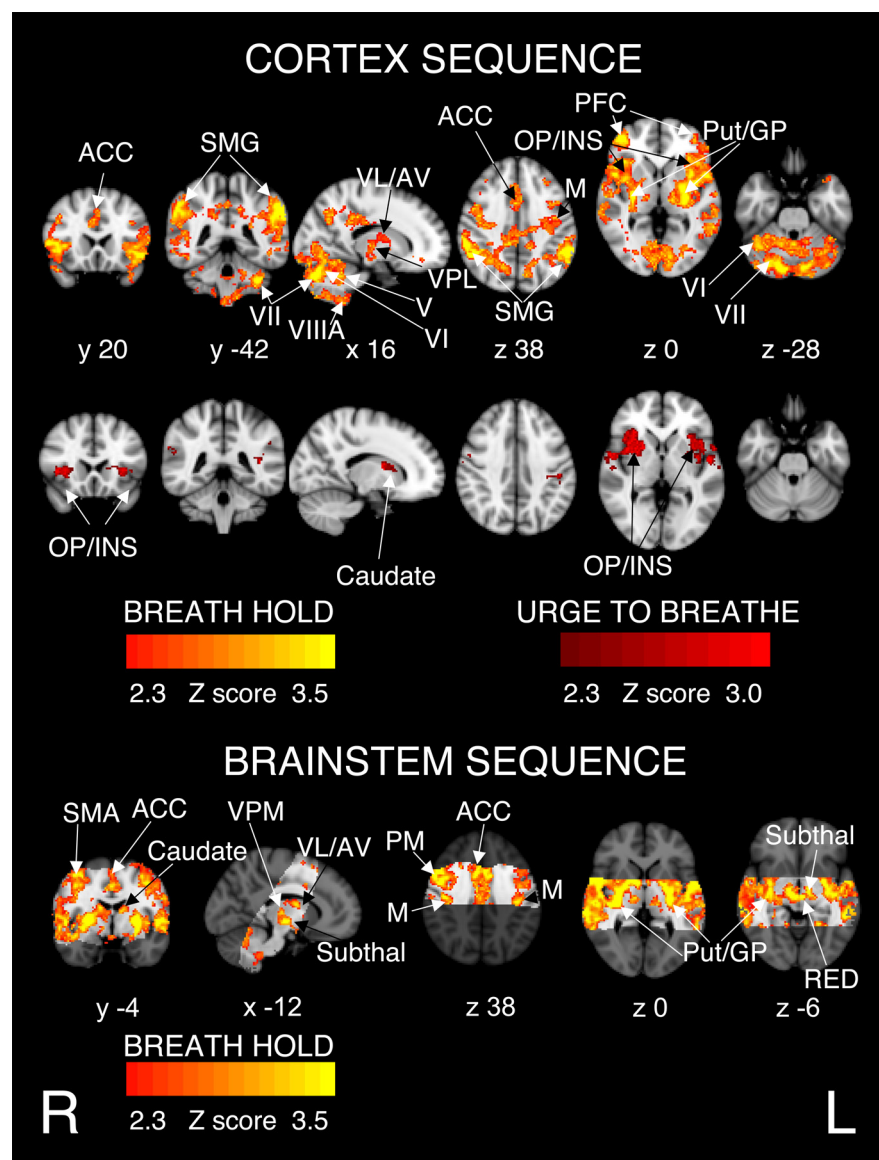 CORTEX SEQUENCE
ACC
SMG
VL/AV
ACC
PFC
OP/INS
Put/GP
M
VPL
V
VI
VII
VIIIA
SMG
VI
VII
y 20
y -42
x 16
z 38
z 0
z -28
OP/INS
Caudate
OP/INS
BREATH HOLD
URGE TO BREATHE
2.3 Z score 3.5
2.3 Z score 3.0
BRAINSTEM SEQUENCE
SMA
ACC
Caudate
VPM
VL/AV
Subthal
PM
ACC
M
M
Subthal
Put/GP
RED
y -4
x -12
z 38
z 0
z -6
BREATH HOLD
2.3 Z score 3.5
R
L